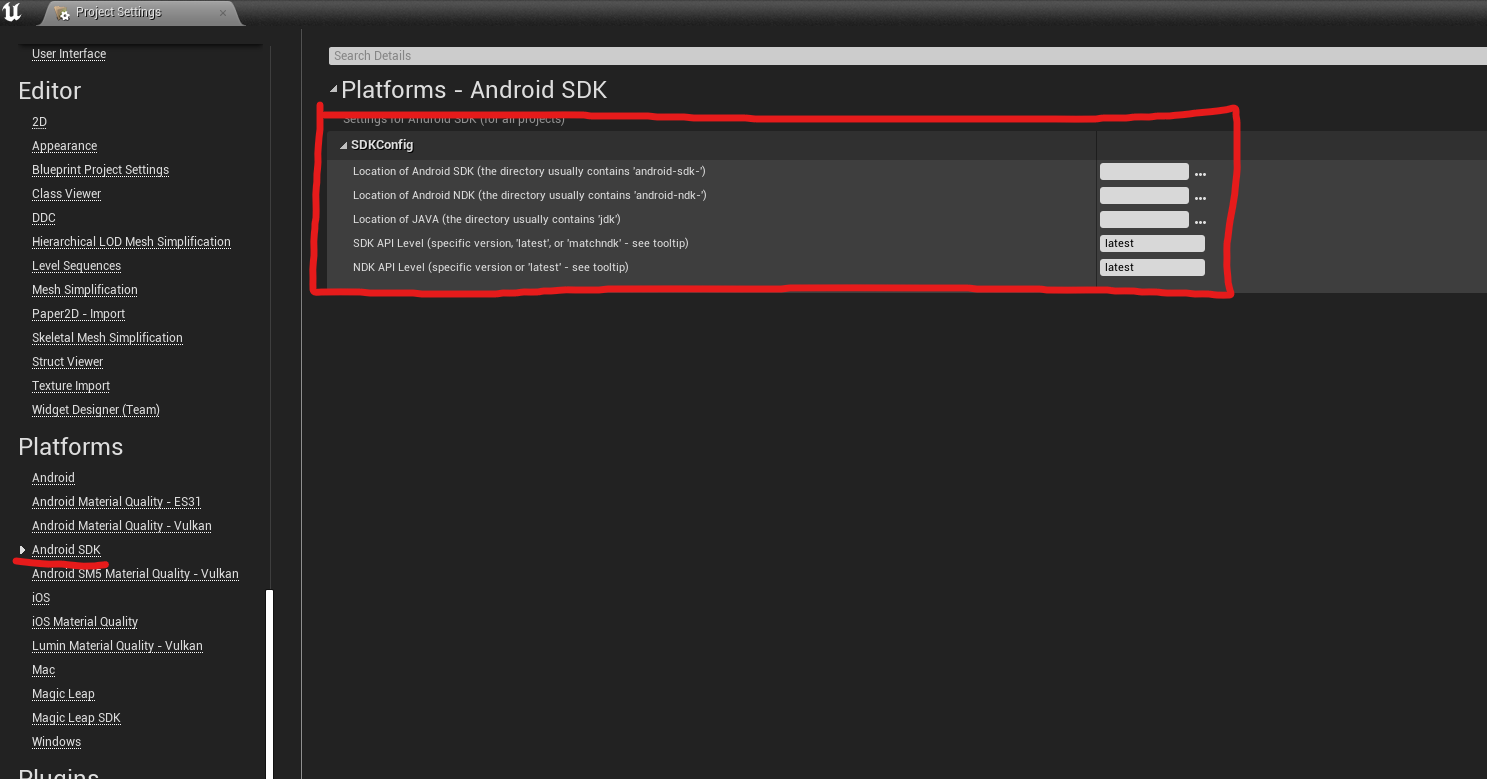 Project Settings
User Interface
Editor
2D
Appearance
Blueprint Project Settings
Class Viewer
DDC
Hierarchical LOD Mesh Simplification
Level Sequences
Mesh Simplification
Paper2D - Import
Skeletal Mesh Simplification
Struct Viewer
Texture Import
Widget Designer (Team)
Platforms
Android
Android Material Quality - ES31
Android Material Quality - Vulkan
Android SDK
Android SM5 Material Quality - Vulkan
iOS
iOS Material Quality
Lumin Material Quality - Vulkan
Mac
Magic Leap
Magic Leap SDK
Windows
Plugins
Search Details
Platforms - Android SDK
Settings for Android SDK (for all projects)
SDKConfig
Location of Android SDK (the directory usually contains 'android-sdk-') ...
Location of Android NDK (the directory usually contains 'android-ndk-') ...
Location of JAVA (the directory usually contains 'jdk') ...
SDK API Level (specific version, 'latest', or 'matchndk' - see tooltip) latest
NDK API Level (specific version or 'latest' - see tooltip) latest